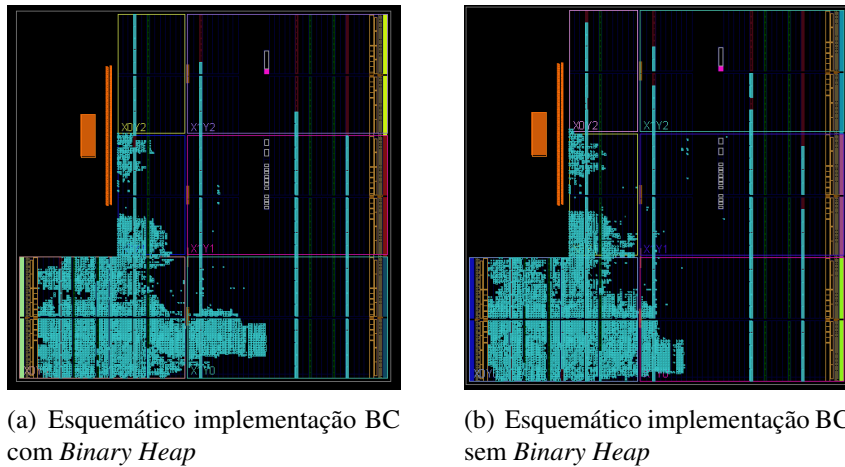 X0Y2
X1Y2
X1Y1
X0Y0
X1Y0
X0Y2
X1Y2
X1Y1
(a) Esquemático implementação BC
com Binary Heap
(b) Esquemático implementação BC
sem Binary Heap